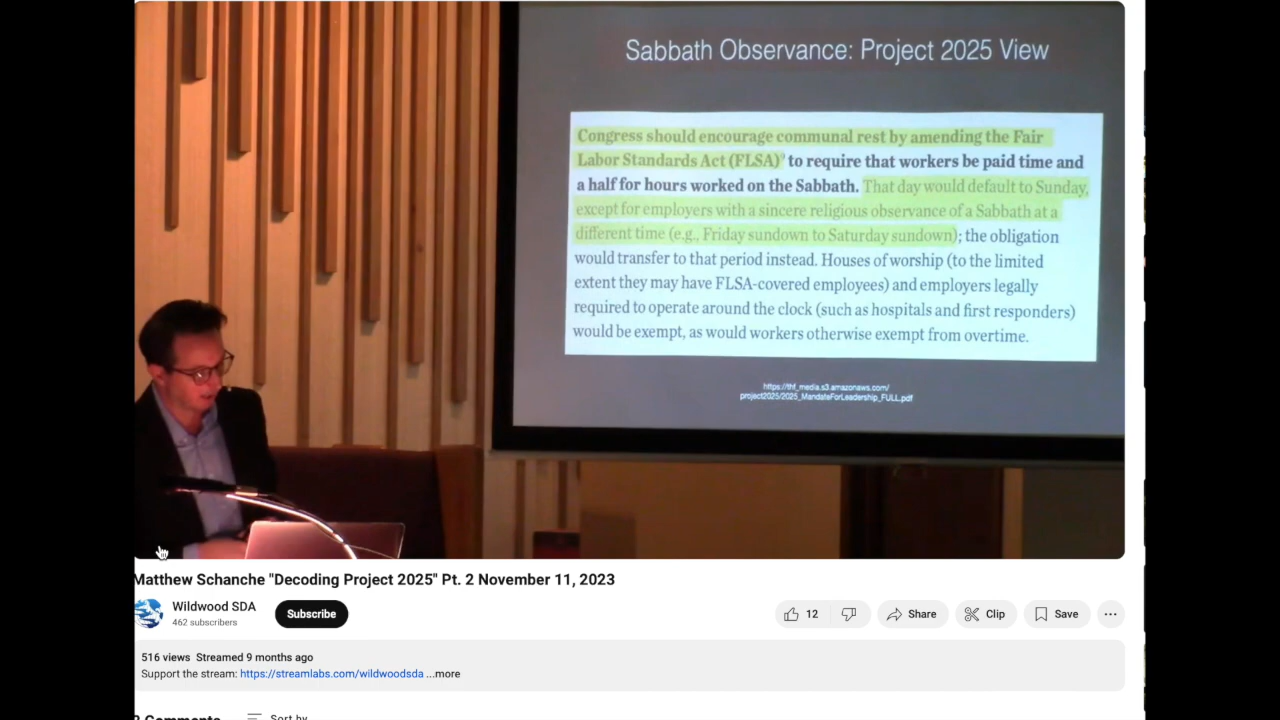 Sabbath Observance: Project 2025 View
Congress should encourage communal rest by amending the Fair
Labor Standards Act (FLSA)⁹ to require that workers be paid time and
a half for hours worked on the Sabbath. That day would default to Sunday,
except for employers with a sincere religious observance of a Sabbath at a
different time (e.g., Friday sundown to Saturday sundown); the obligation
would transfer to that period instead. Houses of worship (to the limited
extent they may have FLSA-covered employees) and employers legally
required to operate around the clock (such as hospitals and first responders)
would be exempt, as would workers otherwise exempt from overtime.
https://thf_media.s3.amazonaws.com/
project2025/2025_MandateForLeadership_FULL.pdf
Matthew Schanche "Decoding Project 2025" Pt. 2 November 11, 2023
Wildwood SDA
462 subscribers
Subscribe
12
Share
Clip
Save
516 views Streamed 9 months ago
Support the stream: https://streamlabs.com/wildwoodsda ...more
Comments
Sort by